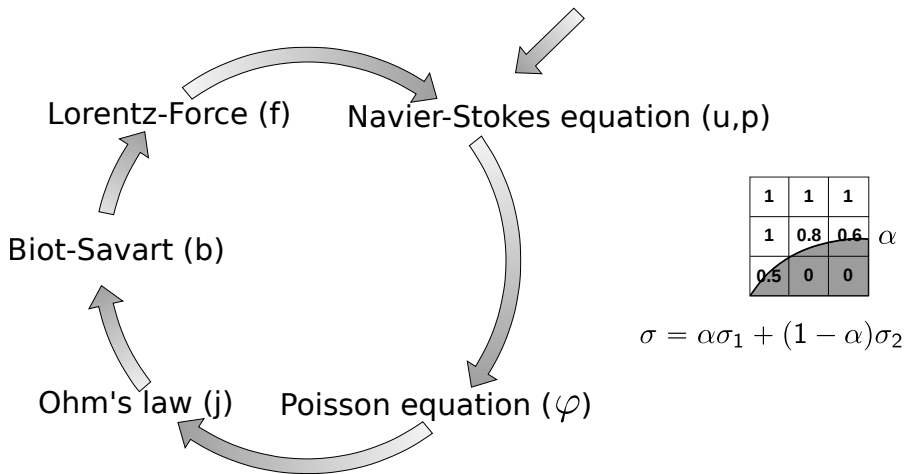 Lorentz-Force (f)
Navier-Stokes equation (u,p)
1 1 1
1 0.8 0.6 α
0.5 0 0
Biot-Savart (b)
σ = ασ₁ + (1 − α)σ₂
Ohm's law (j)
Poisson equation (φ)